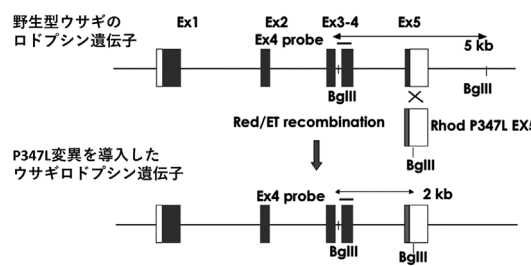 野生型ウサギの
ロドプシン遺伝子
Ex1 Ex2 Ex3-4 Ex5
Ex4 probe
5 kb
BglII
BglII
Red/ET recombination
Rhod P347L EX5
BglII
P347L変異を導入した
ウサギロドプシン遺伝子
Ex4 probe
2 kb
BglII
BglII